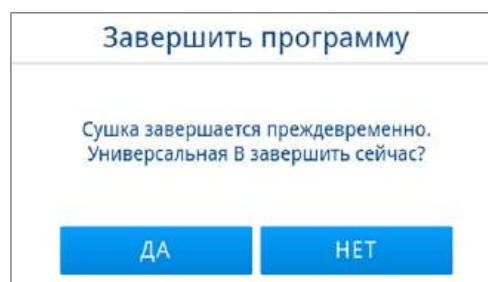 Завершить программу
Сушка завершается преждевременно.
Универсальная В завершить сейчас?
ДА
НЕТ